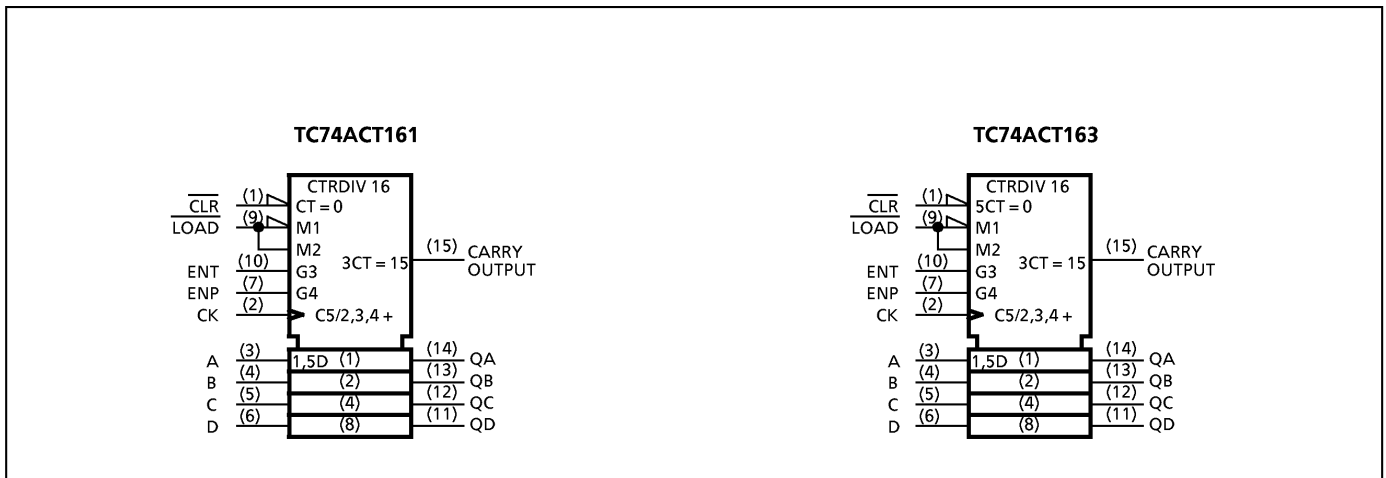 TC74ACT161
CTRDIV 16
CLR (1) CT = 0
LOAD (9) M1
M2
3CT = 15 (15) CARRY OUTPUT
ENT (10) G3
ENP (7) G4
CK (2) C5/2,3,4 +
A (3) 1,5D (1) (14) QA
B (4) (2) (13) QB
C (5) (4) (12) QC
D (6) (8) (11) QD
TC74ACT163
CTRDIV 16
CLR (1) 5CT = 0
LOAD (9) M1
M2
3CT = 15 (15) CARRY OUTPUT
ENT (10) G3
ENP (7) G4
CK (2) C5/2,3,4 +
A (3) 1,5D (1) (14) QA
B (4) (2) (13) QB
C (5) (4) (12) QC
D (6) (8) (11) QD